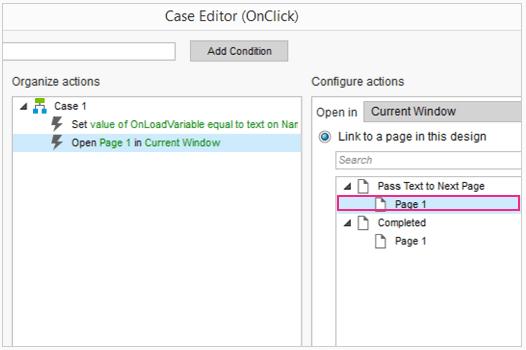 Case Editor (OnClick)
Add Condition
Organize actions
Case 1
Set value of OnLoadVariable equal to text on Nar
Open Page 1 in Current Window
Configure actions
Open in Current Window
Link to a page in this design
Search
Pass Text to Next Page
Page 1
Completed
Page 1